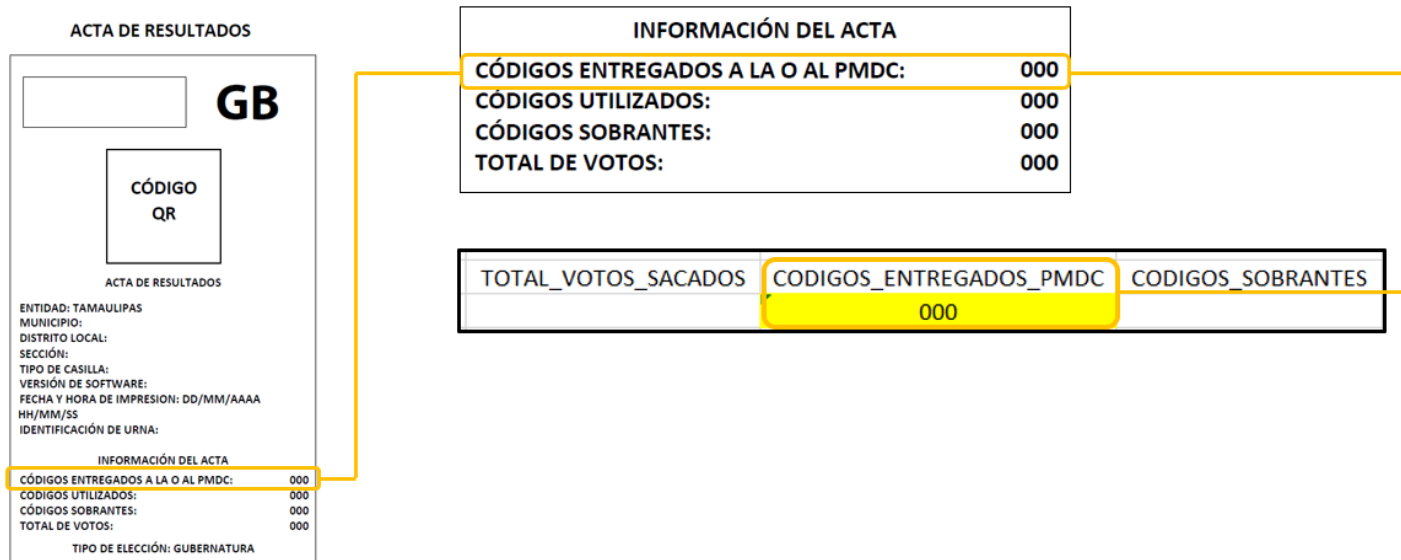 ACTA DE RESULTADOS
GB
CÓDIGO
QR
ACTA DE RESULTADOS
ENTIDAD: TAMAULIPAS
MUNICIPIO:
DISTRITO LOCAL:
SECCIÓN:
TIPO DE CASILLA:
VERSIÓN DE SOFTWARE:
FECHA Y HORA DE IMPRESION: DD/MM/AAAA
HH/MM/SS
IDENTIFICACIÓN DE URNA:
INFORMACIÓN DEL ACTA
CÓDIGOS ENTREGADOS A LA O AL PMDC: 000
CODIGOS UTILIZADOS: 000
CÓDIGOS SOBRANTES: 000
TOTAL DE VOTOS: 000
TIPO DE ELECCIÓN: GUBERNATURA
INFORMACIÓN DEL ACTA
CÓDIGOS ENTREGADOS A LA O AL PMDC: 000
CÓDIGOS UTILIZADOS: 000
CÓDIGOS SOBRANTES: 000
TOTAL DE VOTOS: 000
TOTAL_VOTOS_SACADOS CODIGOS_ENTREGADOS_PMDC CODIGOS_SOBRANTES
000